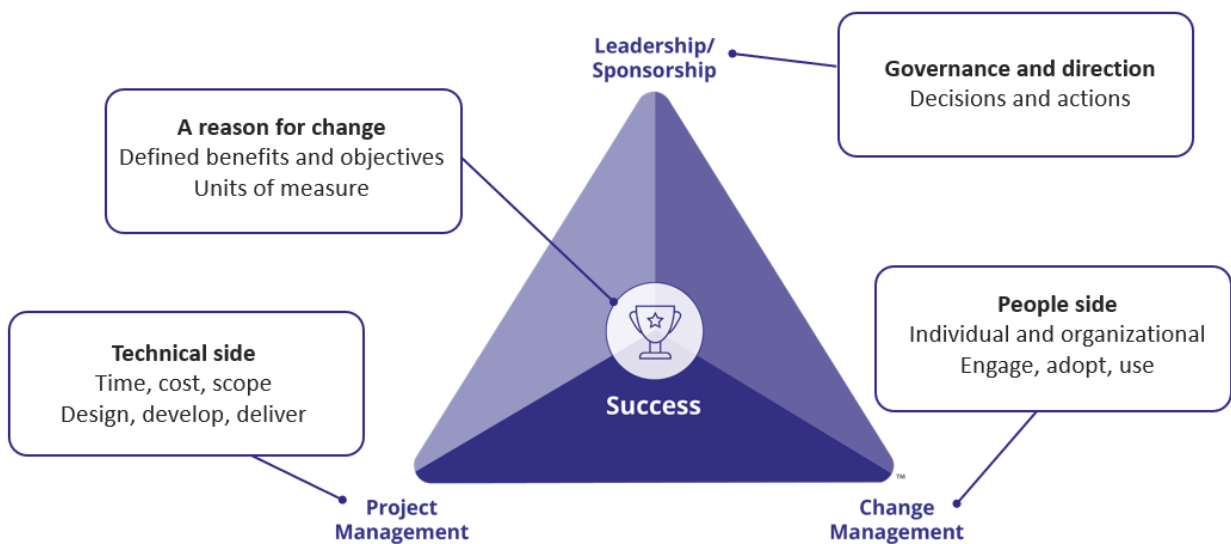 Leadership/
Sponsorship
Governance and direction
Decisions and actions
A reason for change
Defined benefits and objectives
Units of measure
People side
Individual and organizational
Engage, adopt, use
Technical side
Time, cost, scope
Design, develop, deliver
Success
™
Project
Management
Change
Management